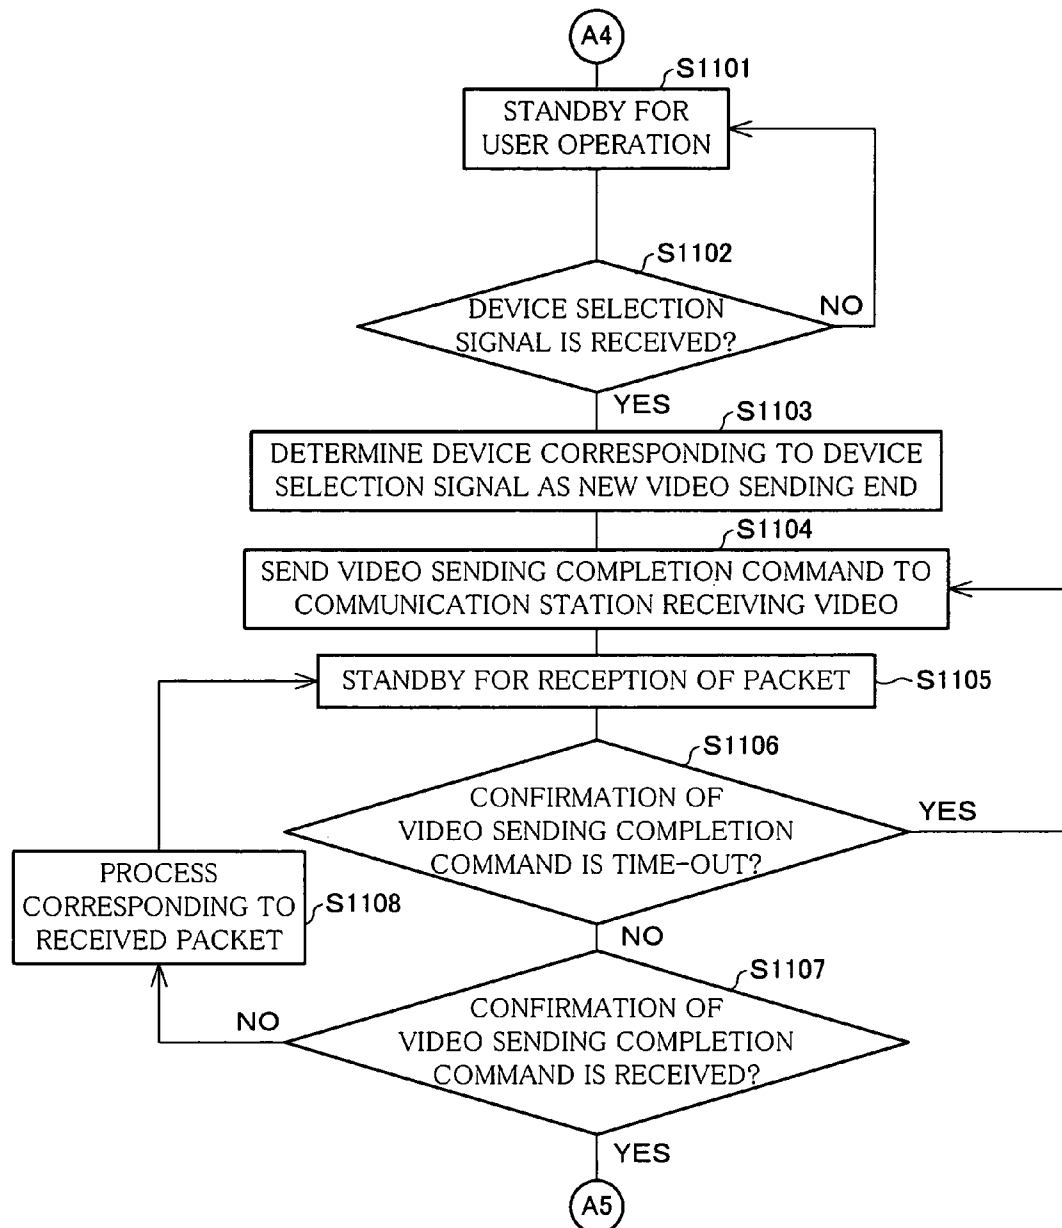 A4
S1101
STANDBY FOR
USER OPERATION
S1102
DEVICE SELECTION
SIGNAL IS RECEIVED?
NO
YES
S1103
DETERMINE DEVICE CORRESPONDING TO DEVICE
SELECTION SIGNAL AS NEW VIDEO SENDING END
S1104
SEND VIDEO SENDING COMPLETION COMMAND TO
COMMUNICATION STATION RECEIVING VIDEO
STANDBY FOR RECEPTION OF PACKET
S1105
S1106
CONFIRMATION OF
VIDEO SENDING COMPLETION
COMMAND IS TIME-OUT?
YES
NO
PROCESS
CORRESPONDING TO
RECEIVED PACKET
S1108
S1107
CONFIRMATION OF
VIDEO SENDING COMPLETION
COMMAND IS RECEIVED?
NO
YES
A5